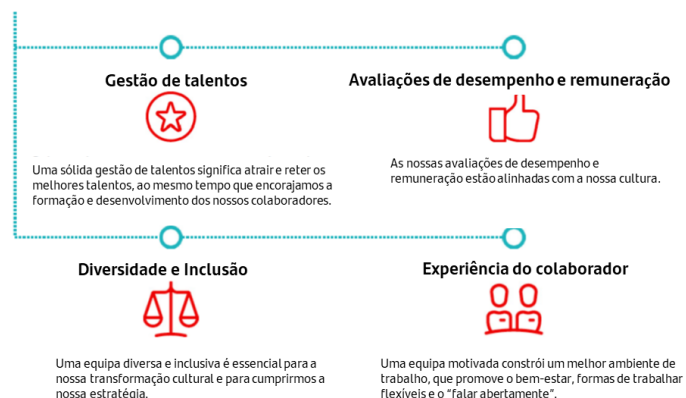 Gestão de talentos
Uma sólida gestão de talentos significa atrair e reter os
melhores talentos, ao mesmo tempo que encorajamos a
formação e desenvolvimento dos nossos colaboradores.
Avaliações de desempenho e remuneração
As nossas avaliações de desempenho e
remuneração estão alinhadas com a nossa cultura.
Diversidade e Inclusão
Uma equipa diversa e inclusiva é essencial para a
nossa transformação cultural e para cumprirmos a
nossa estratégia.
Experiência do colaborador
Uma equipa motivada constrói um melhor ambiente de
trabalho, que promove o bem-estar, formas de trabalhar
flexíveis e o “falar abertamente”.